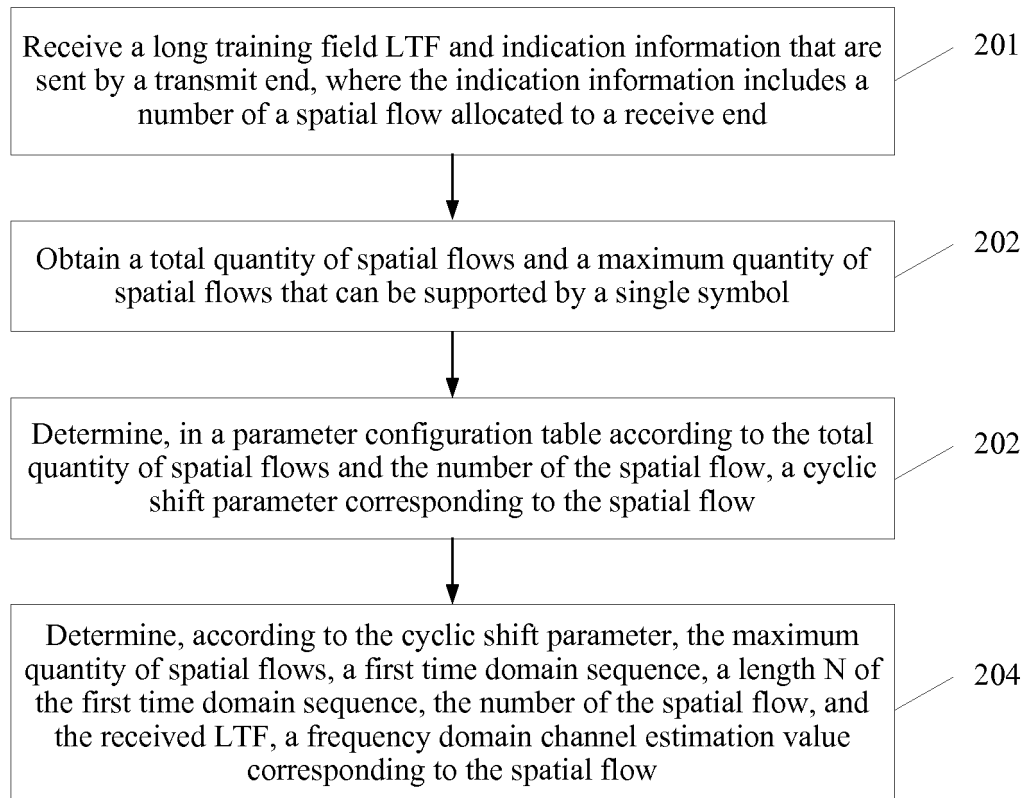 Receive a long training field LTF and indication information that are
sent by a transmit end, where the indication information includes a
number of a spatial flow allocated to a receive end
201
Obtain a total quantity of spatial flows and a maximum quantity of
spatial flows that can be supported by a single symbol
202
Determine, in a parameter configuration table according to the total
quantity of spatial flows and the number of the spatial flow, a cyclic
shift parameter corresponding to the spatial flow
202
Determine, according to the cyclic shift parameter, the maximum
quantity of spatial flows, a first time domain sequence, a length N of
the first time domain sequence, the number of the spatial flow, and
the received LTF, a frequency domain channel estimation value
corresponding to the spatial flow
204